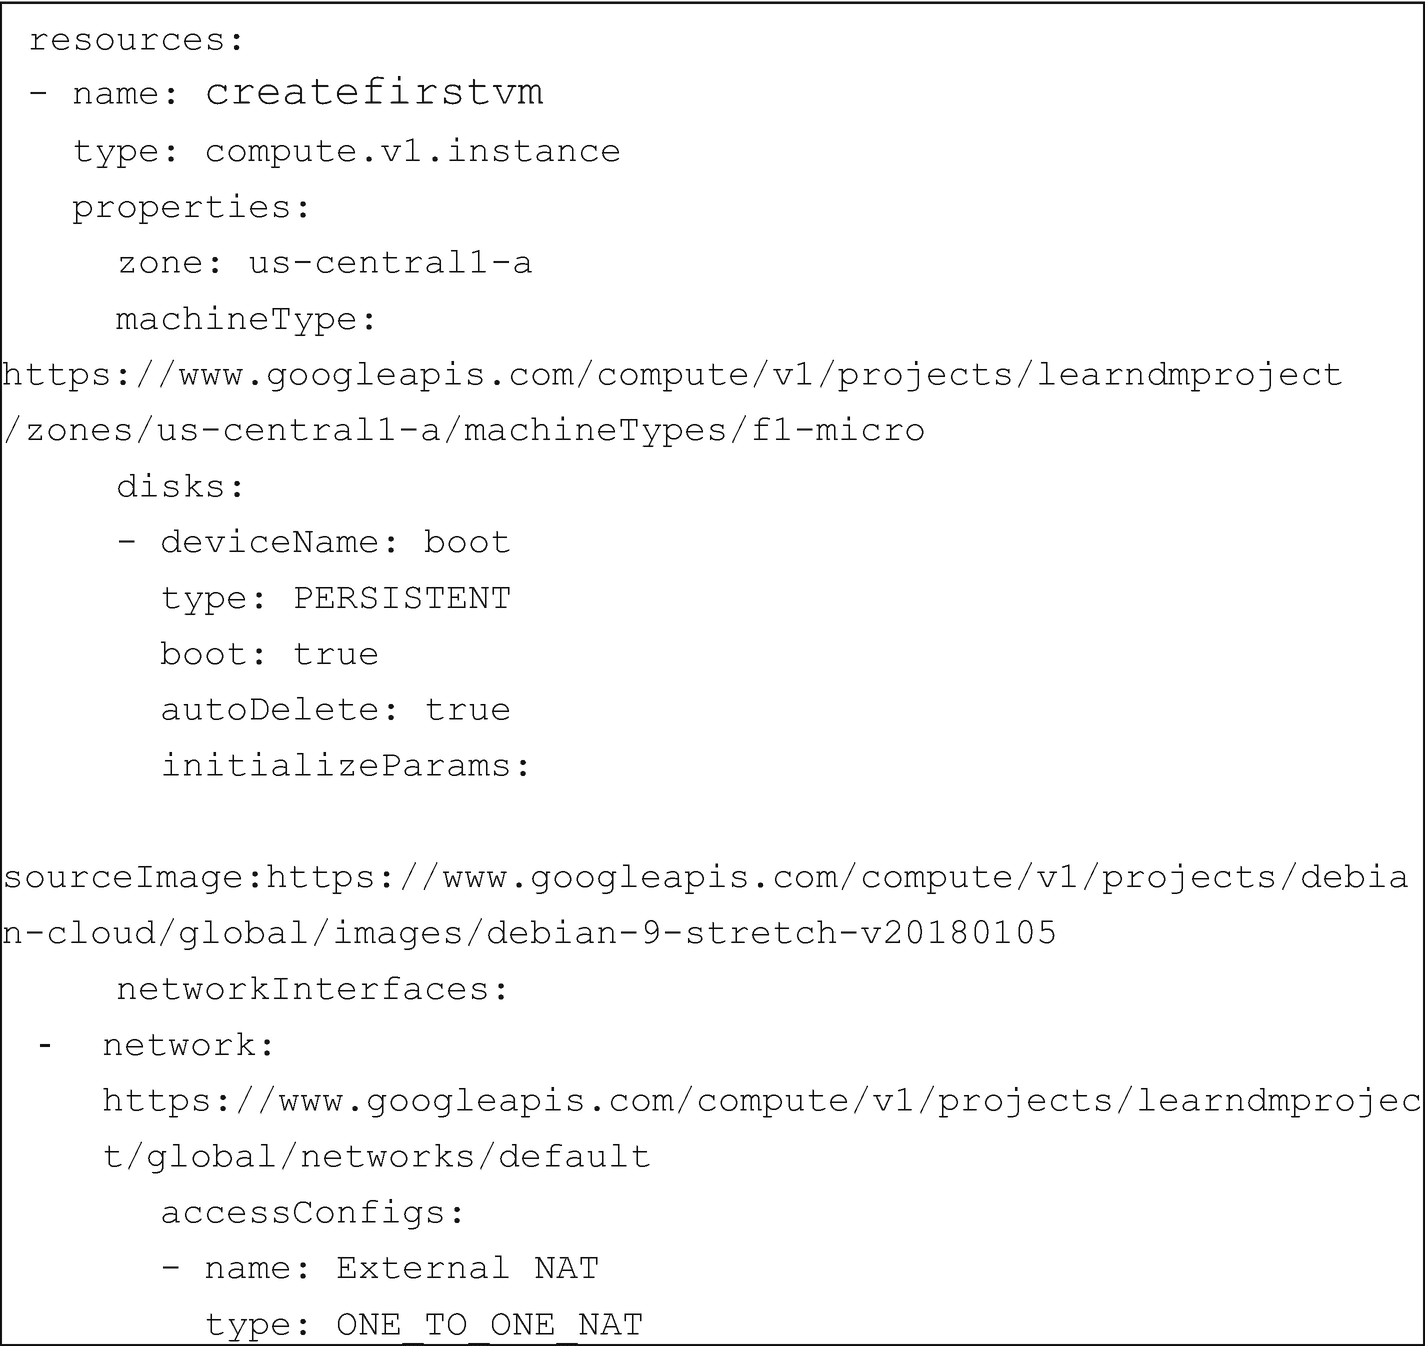 resources:
- name: createfirstvm
type: compute.v1.instance
properties:
zone: us-central1-a
machineType:
https://www.googleapis.com/compute/v1/projects/learndmproject
/zones/us-central1-a/machineTypes/f1-micro
disks:
- deviceName: boot
type: PERSISTENT
boot: true
autoDelete: true
initializeParams:
sourceImage:https://www.googleapis.com/compute/v1/projects/debia
n-cloud/global/images/debian-9-stretch-v20180105
networkInterfaces:
- network:
https://www.googleapis.com/compute/v1/projects/learndmprojec
t/global/networks/default
accessConfigs:
- name: External NAT
type: ONE_TO_ONE_NAT